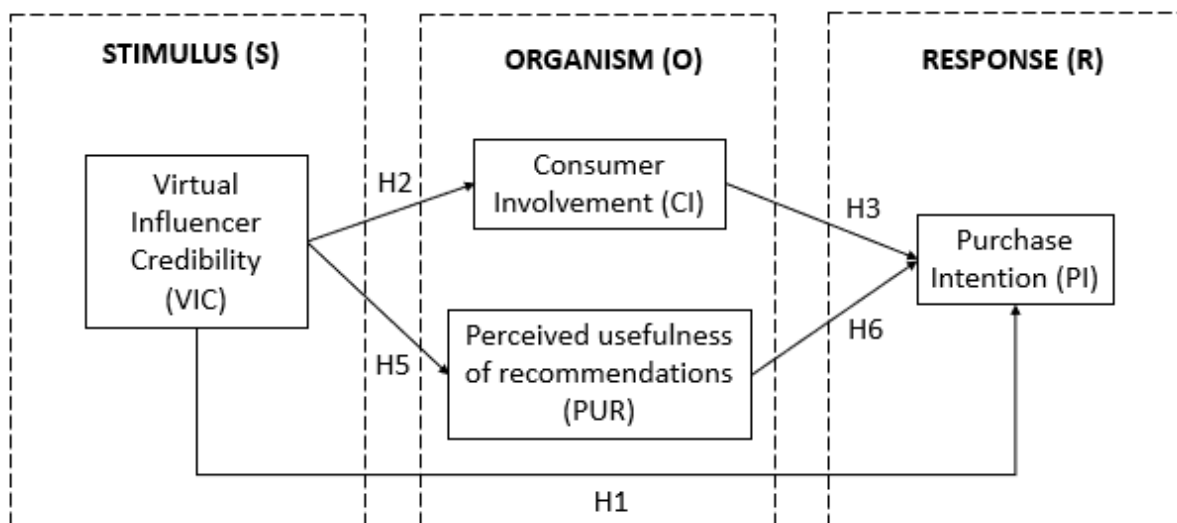 STIMULUS (S)
ORGANISM (O)
RESPONSE (R)
Virtual
Influencer
Credibility
(VIC)
H2
Consumer
Involvement (CI)
H3
Purchase
Intention (PI)
H5
Perceived usefulness
of recommendations
(PUR)
H6
H1